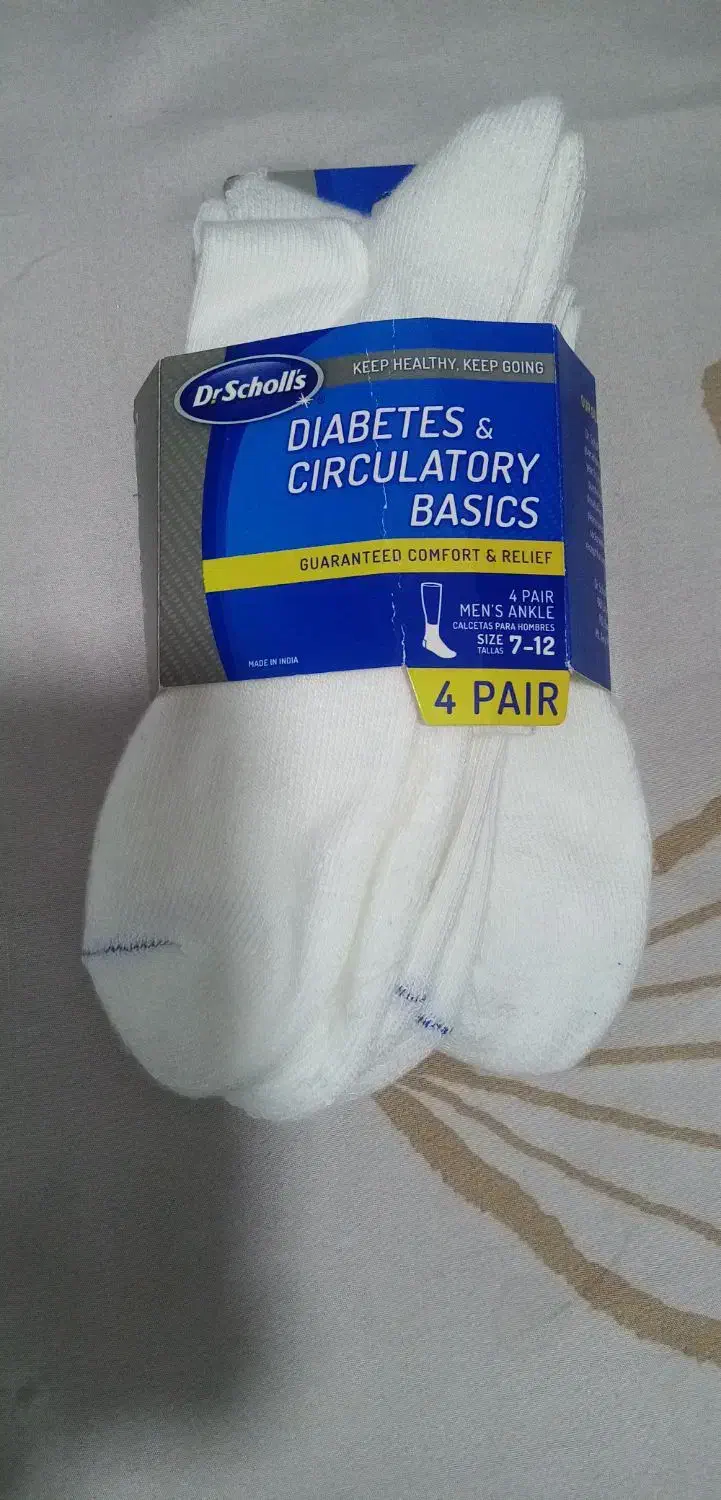 Dr. Scholl's
KEEP HEALTHY, KEEP GOING
DIABETES &
CIRCULATORY
BASICS
GUARANTEED COMFORT & RELIEF
4 PAIR
MEN'S ANKLE
CALCETAS PARA HOMBRES
SIZE 7-12
TALLAS
MADE IN INDIA
4 PAIR